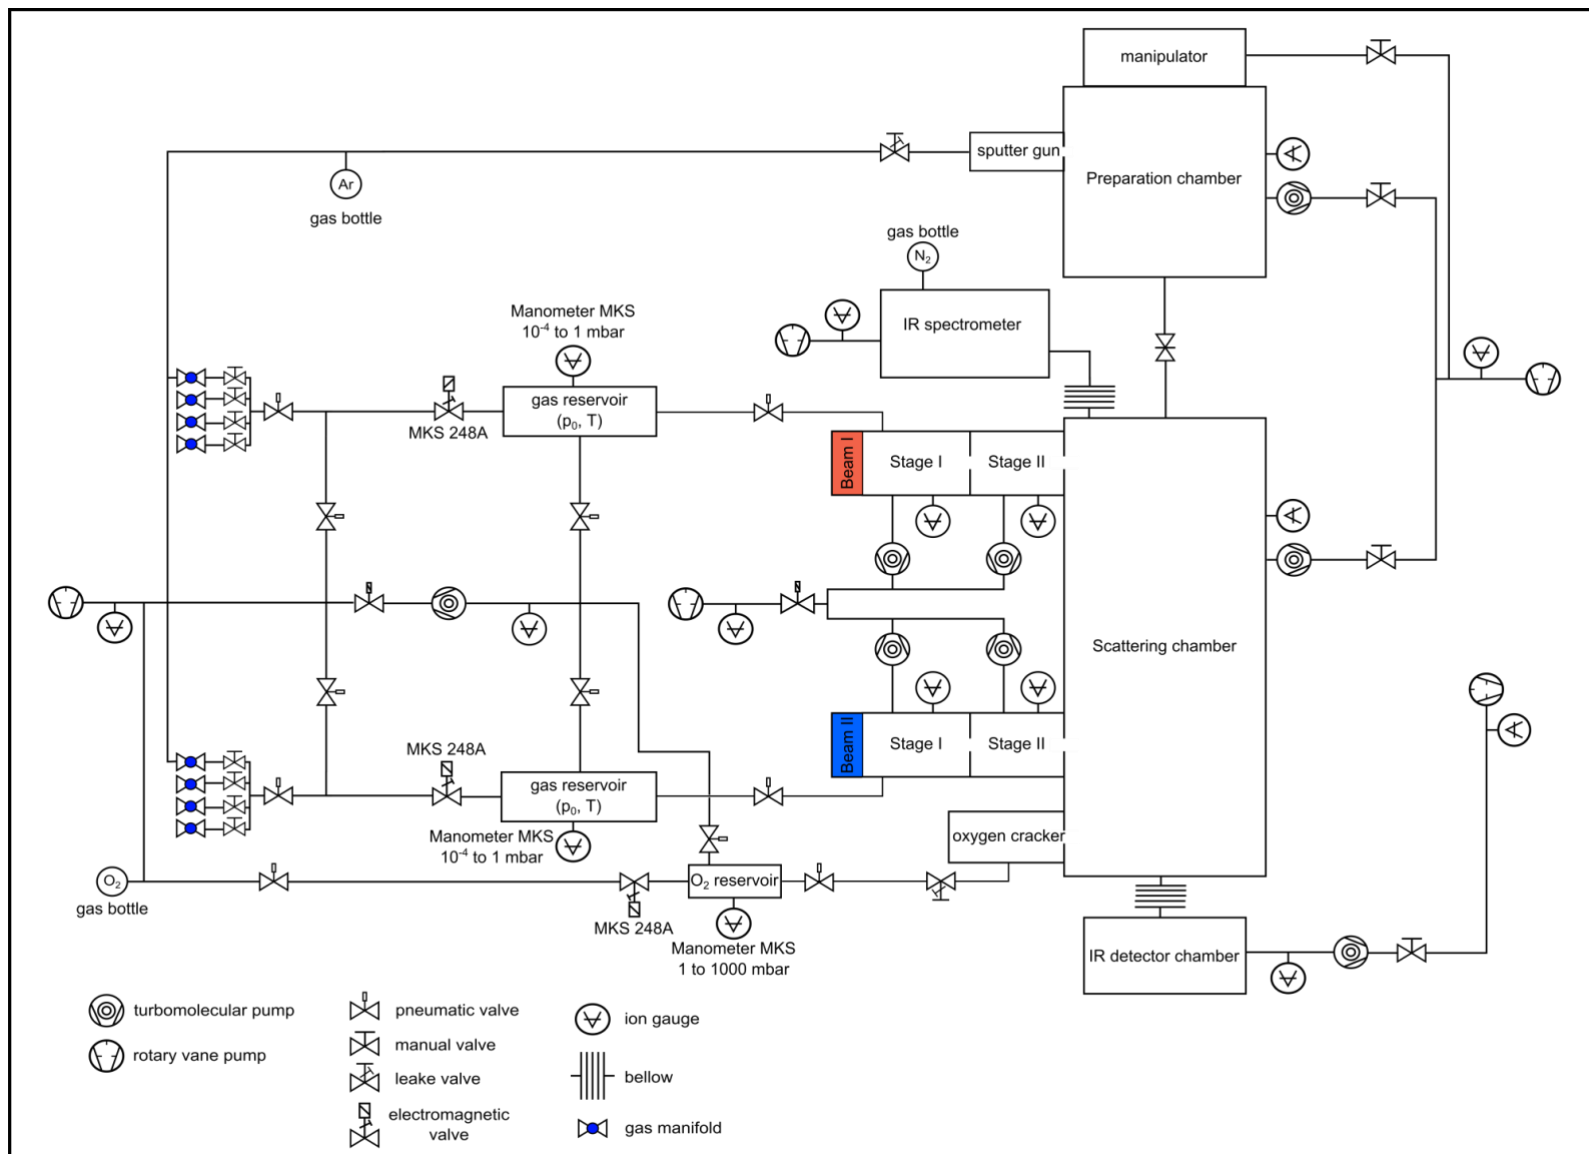 manipulator
sputter gun
Preparation chamber
Ar
gas bottle
gas bottle
N2
IR spectrometer
Manometer MKS
10⁻⁴ to 1 mbar
gas reservoir
(p₀, T)
MKS 248A
Beam I
Stage I
Stage II
Scattering chamber
MKS 248A
gas reservoir
(p₀, T)
Manometer MKS
10⁻⁴ to 1 mbar
Beam II
Stage I
Stage II
oxygen cracker
O₂
gas bottle
O₂ reservoir
MKS 248A
Manometer MKS
1 to 1000 mbar
IR detector chamber
turbomolecular pump
rotary vane pump
pneumatic valve
manual valve
leake valve
electromagnetic
valve
ion gauge
bellow
gas manifold